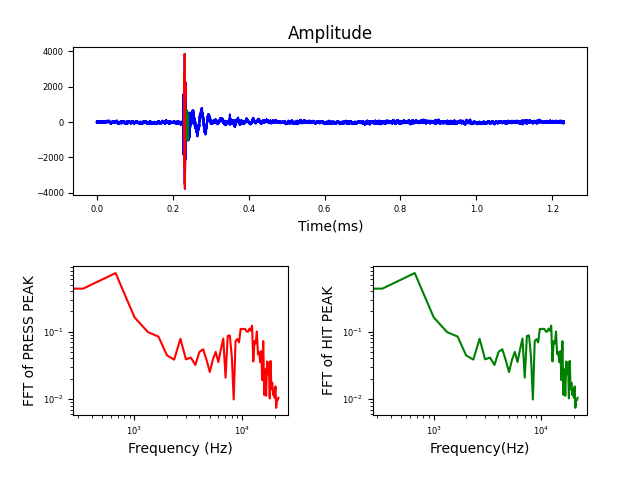 Amplitude
4000
2000
0
−2000
−4000
0.0 0.2 0.4 0.6 0.8 1.0 1.2
Time(ms)
FFT of PRESS PEAK
10⁻¹
10⁻²
10³ 10⁴
Frequency (Hz)
FFT of HIT PEAK
10⁻¹
10⁻²
10³ 10⁴
Frequency(Hz)